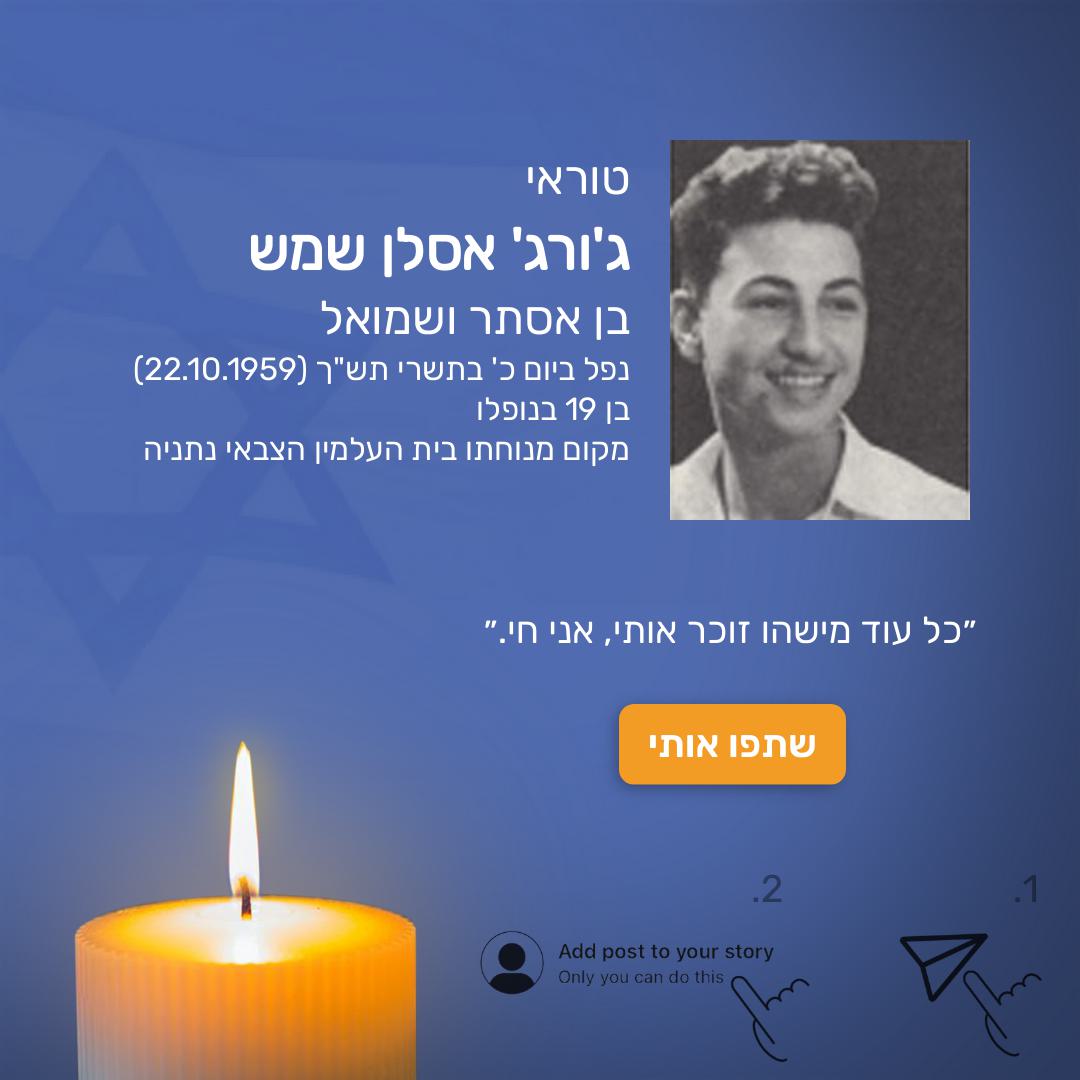 טוראי
ג'ורג' אסלן שמש
בן אסתר ושמואל
נפל ביום כ' בתשרי תש"ך (22.10.1959)
בן 19 בנופלו
מקום מנוחתו בית העלמין הצבאי נתניה
״כל עוד מישהו זוכר אותי, אני חי.״
שתפו אותי
.1
.2
Add post to your story
Only you can do this